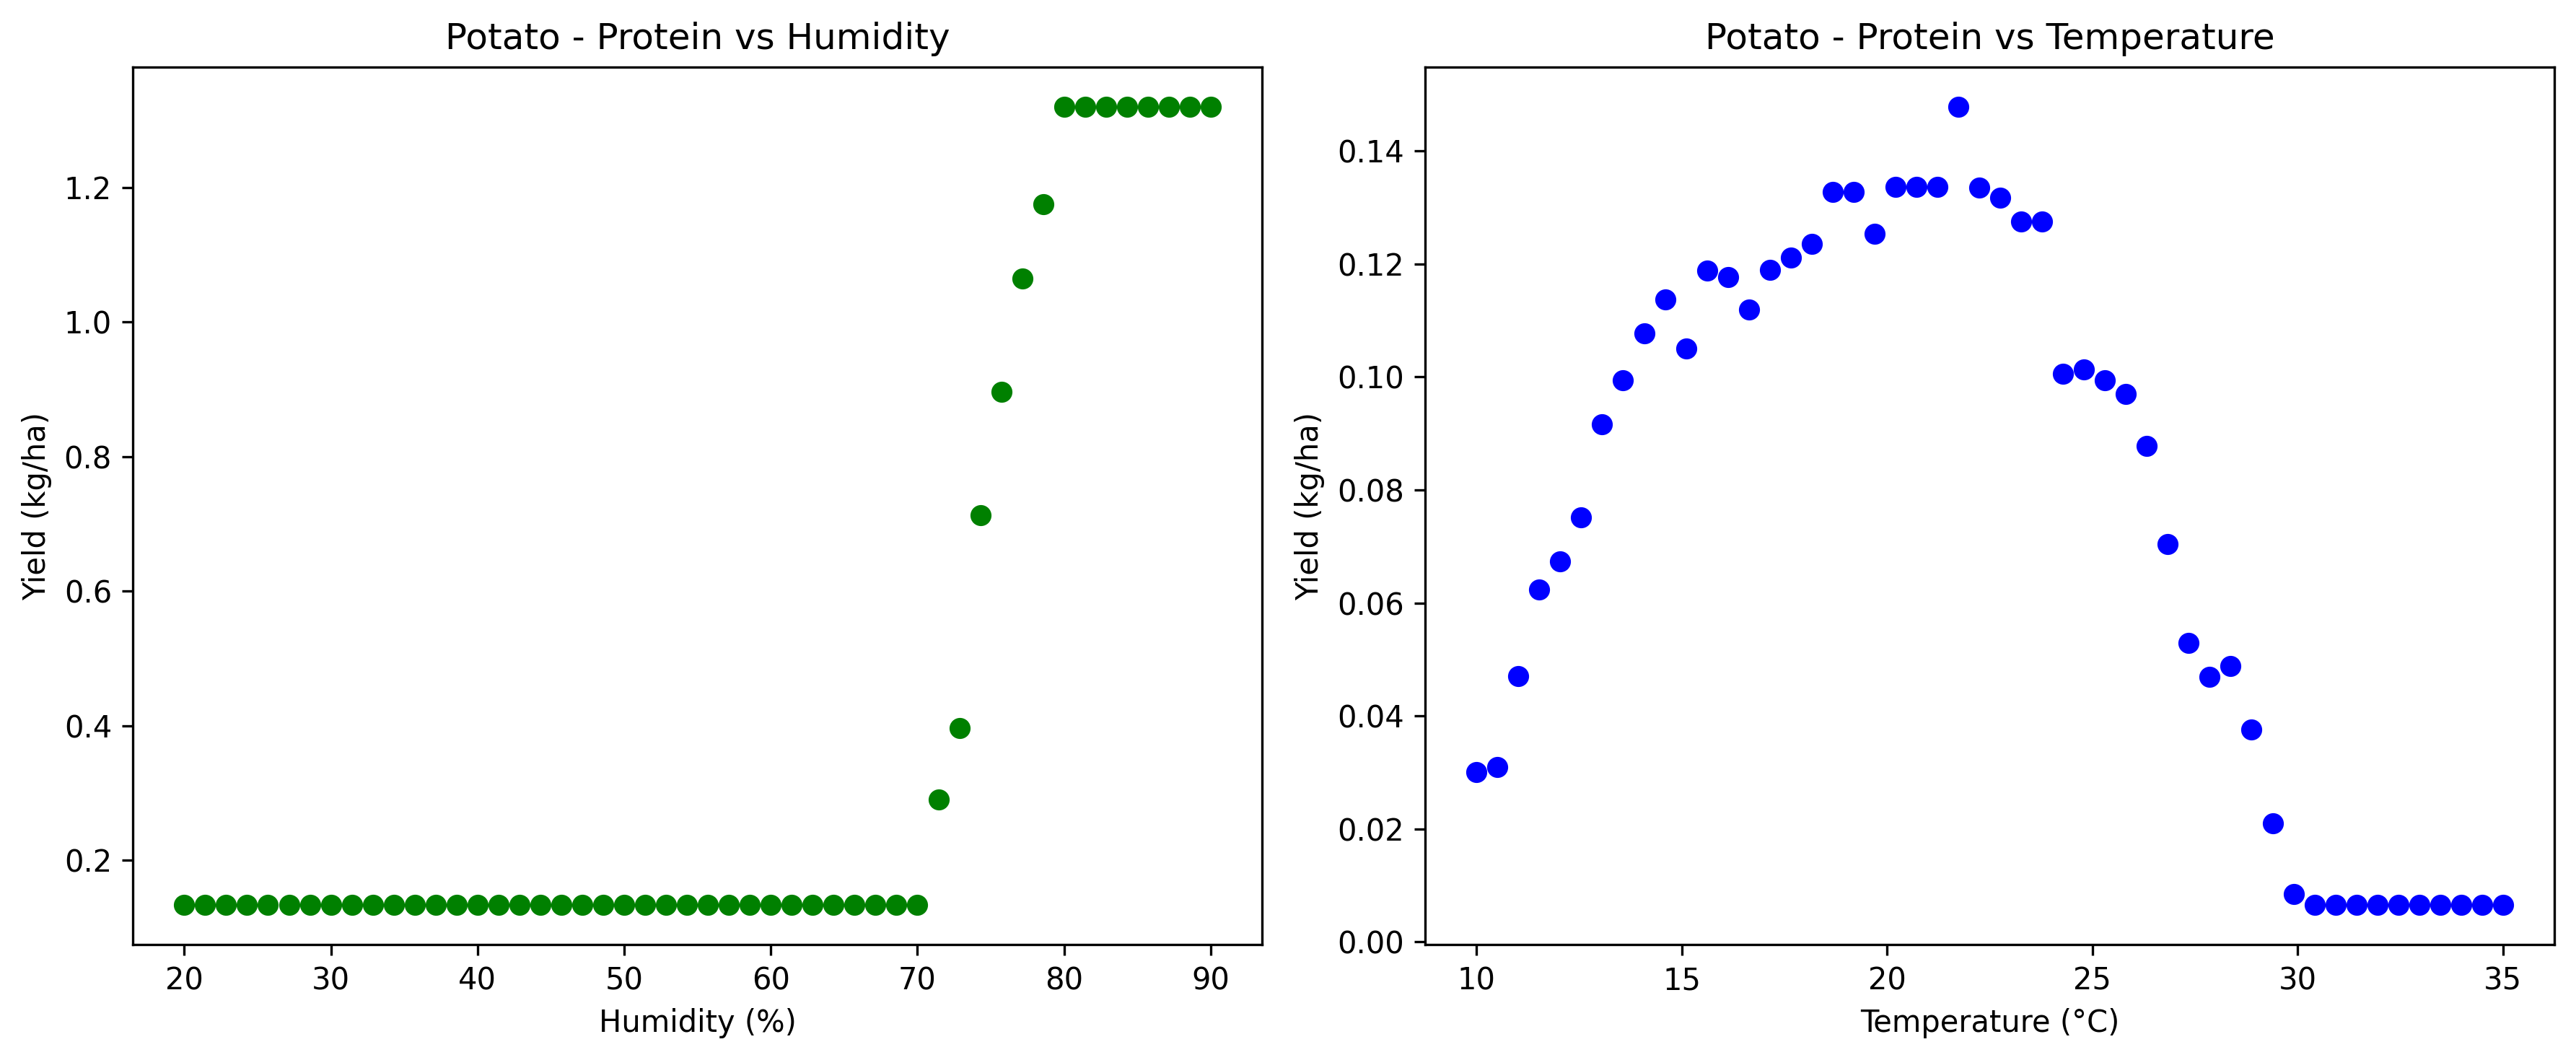 Potato - Protein vs Humidity
Yield (kg/ha)
1.2
1.0
0.8
0.6
0.4
0.2
20 30 40 50 60 70 80 90
Humidity (%)
Potato - Protein vs Temperature
Yield (kg/ha)
0.14
0.12
0.10
0.08
0.06
0.04
0.02
0.00
10 15 20 25 30 35
Temperature (°C)